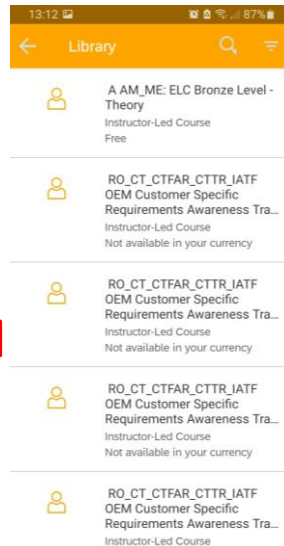 13:12 87%
Library
A AM_ME: ELC Bronze Level -
Theory
Instructor-Led Course
Free
RO_CT_CTFAR_CTTR_IATF
OEM Customer Specific
Requirements Awareness Tra...
Instructor-Led Course
Not available in your currency
RO_CT_CTFAR_CTTR_IATF
OEM Customer Specific
Requirements Awareness Tra...
Instructor-Led Course
Not available in your currency
RO_CT_CTFAR_CTTR_IATF
OEM Customer Specific
Requirements Awareness Tra...
Instructor-Led Course
Not available in your currency
RO_CT_CTFAR_CTTR_IATF
OEM Customer Specific
Requirements Awareness Tra...
Instructor-Led Course